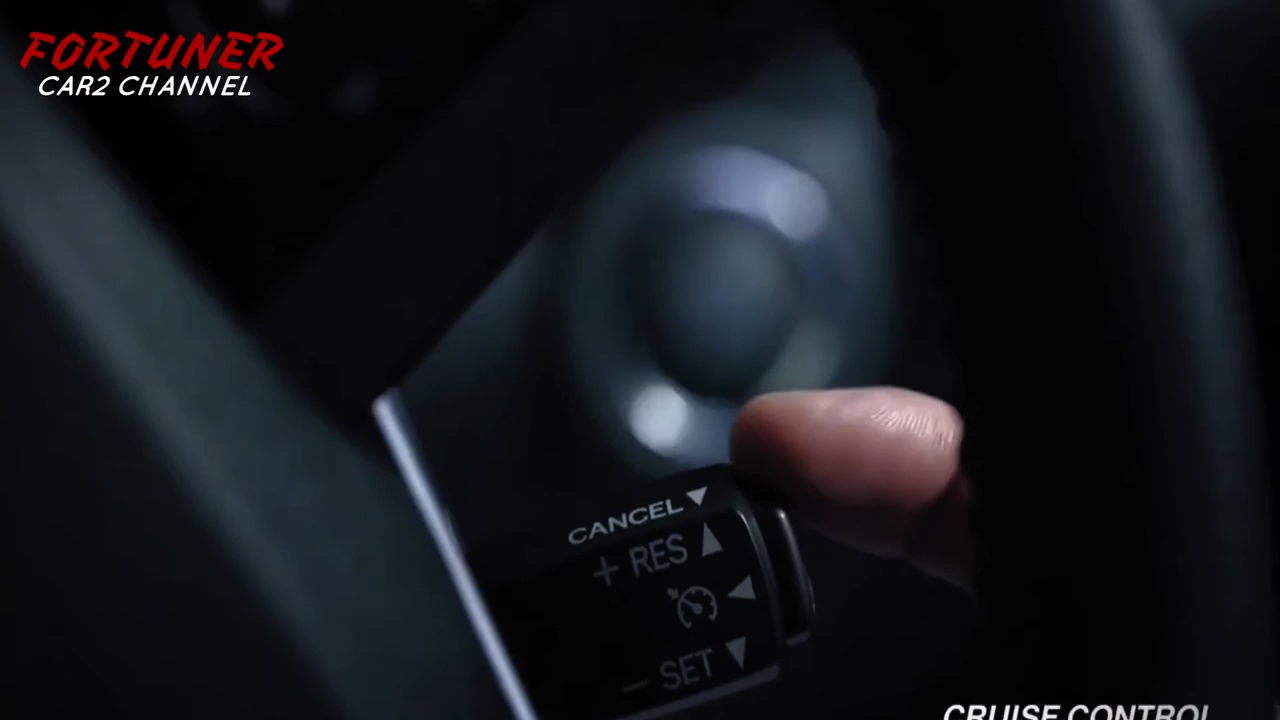 FORTUNER
CAR2 CHANNEL
CANCEL ▼
+ RES ▲
◀
− SET ▼
CRUISE CONTROL